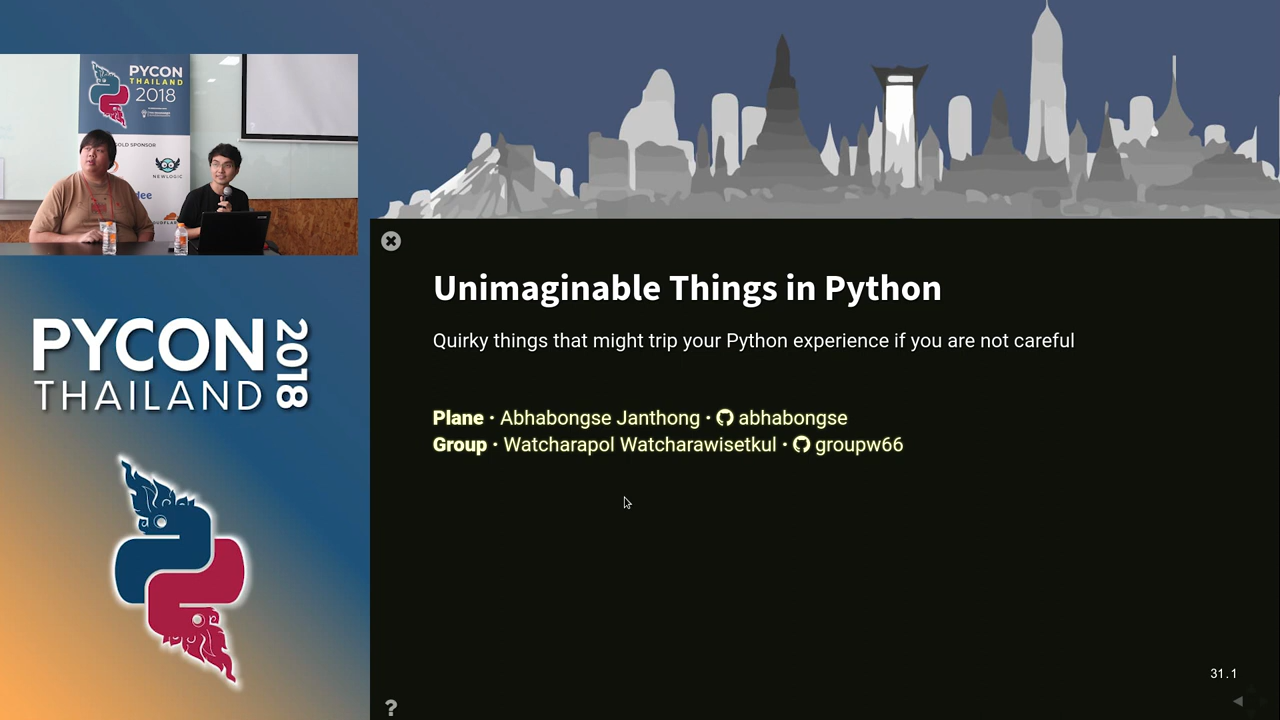 PYCON
THAILAND
2018
GOLD SPONSOR
NEWLOGIC
PYCON 2018
THAILAND
Unimaginable Things in Python
Quirky things that might trip your Python experience if you are not careful
Plane · Abhabongse Janthong · abhabongse
Group · Watcharapol Watcharawisetkul · groupw66
31.1
?